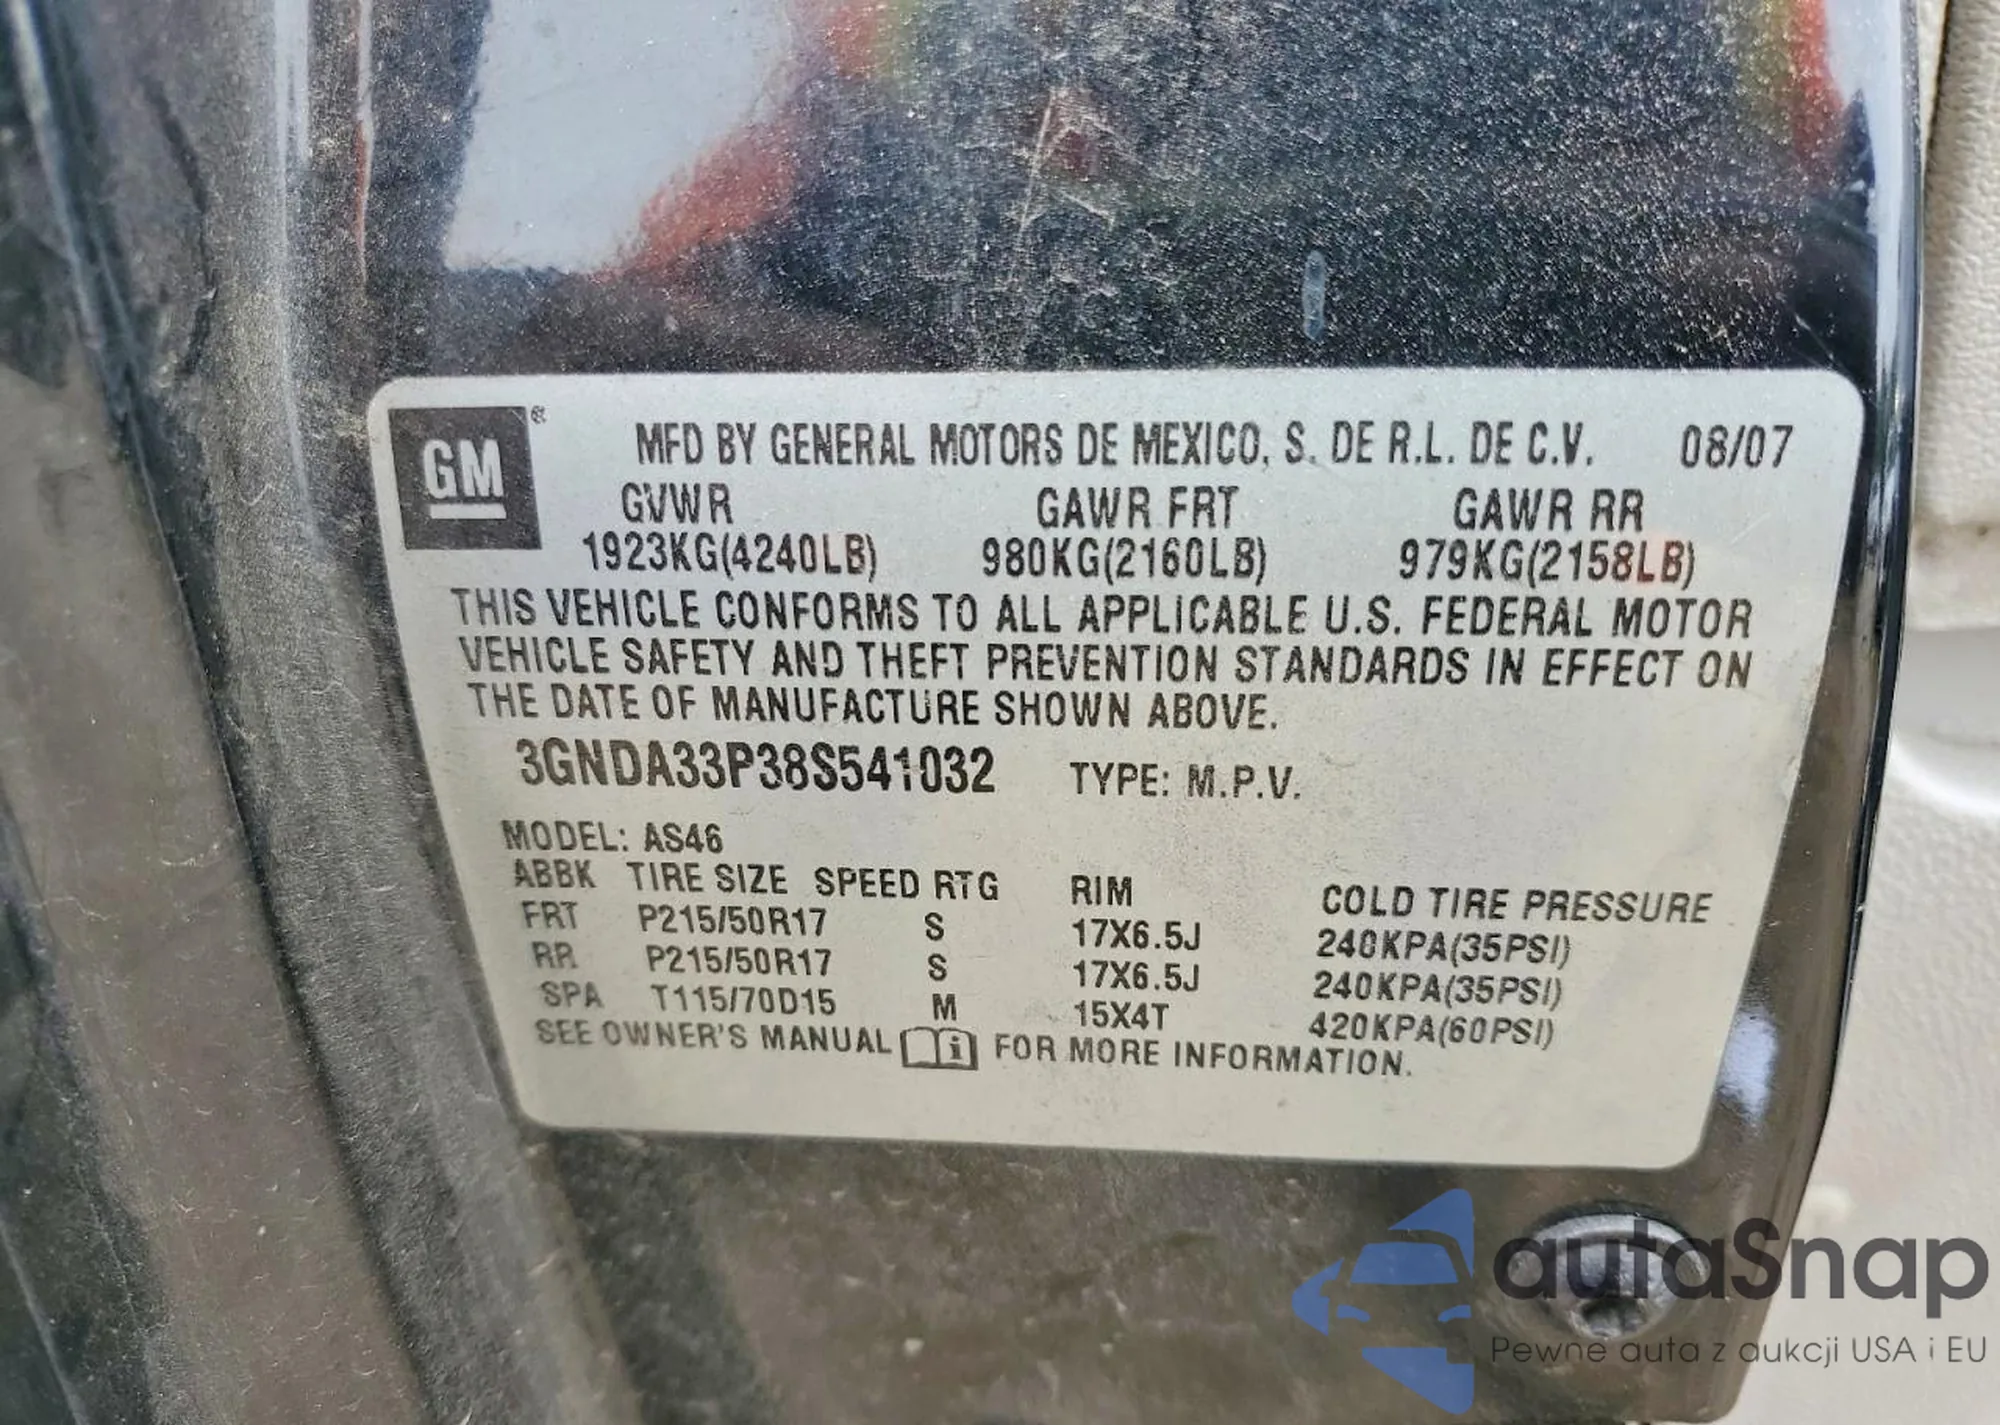 GM ®
MFD BY GENERAL MOTORS DE MEXICO, S. DE R.L. DE C.V. 08/07
GVWR GAWR FRT GAWR RR
1923KG(4240LB) 980KG(2160LB) 979KG(2158LB)
THIS VEHICLE CONFORMS TO ALL APPLICABLE U.S. FEDERAL MOTOR
VEHICLE SAFETY AND THEFT PREVENTION STANDARDS IN EFFECT ON
THE DATE OF MANUFACTURE SHOWN ABOVE.
3GNDA33P38S541032 TYPE: M.P.V.
MODEL: AS46
ABBK TIRE SIZE SPEED RTG RIM COLD TIRE PRESSURE
FRT P215/50R17 S 17X6.5J 240KPA(35PSI)
RR P215/50R17 S 17X6.5J 240KPA(35PSI)
SPA T115/70D15 M 15X4T 420KPA(60PSI)
SEE OWNER'S MANUAL i FOR MORE INFORMATION.
autaSnap
Pewne auta z aukcji USA i EU